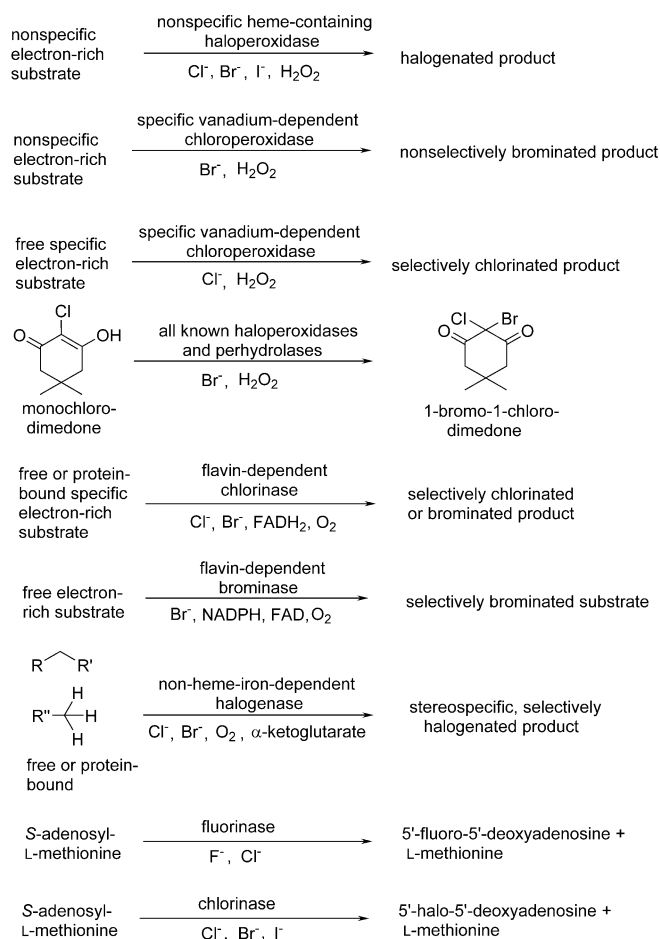 nonspecific
electron-rich
substrate
nonspecific heme-containing
haloperoxidase
Cl⁻, Br⁻, I⁻, H₂O₂
halogenated product
nonspecific
electron-rich
substrate
specific vanadium-dependent
chloroperoxidase
Br⁻, H₂O₂
nonselectively brominated product
free specific
electron-rich
substrate
specific vanadium-dependent
chloroperoxidase
Cl⁻, H₂O₂
selectively chlorinated product
Cl
O
OH
monochloro-
dimedone
all known haloperoxidases
and perhydrolases
Br⁻, H₂O₂
Cl
Br
O
O
1-bromo-1-chloro-
dimedone
free or protein-
bound specific
electron-rich
substrate
flavin-dependent
chlorinase
Cl⁻, Br⁻, FADH₂, O₂
selectively chlorinated
or brominated product
free electron-
rich substrate
flavin-dependent
brominase
Br⁻, NADPH, FAD, O₂
selectively brominated substrate
R
R'
H
R"
H
H
free or protein-
bound
non-heme-iron-dependent
halogenase
Cl⁻, Br⁻, O₂, α-ketoglutarate
stereospecific, selectively
halogenated product
S-adenosyl-
L-methionine
fluorinase
F⁻, Cl⁻
5'-fluoro-5'-deoxyadenosine +
L-methionine
S-adenosyl-
L-methionine
chlorinase
Cl⁻, Br⁻, I⁻
5'-halo-5'-deoxyadenosine +
L-methionine